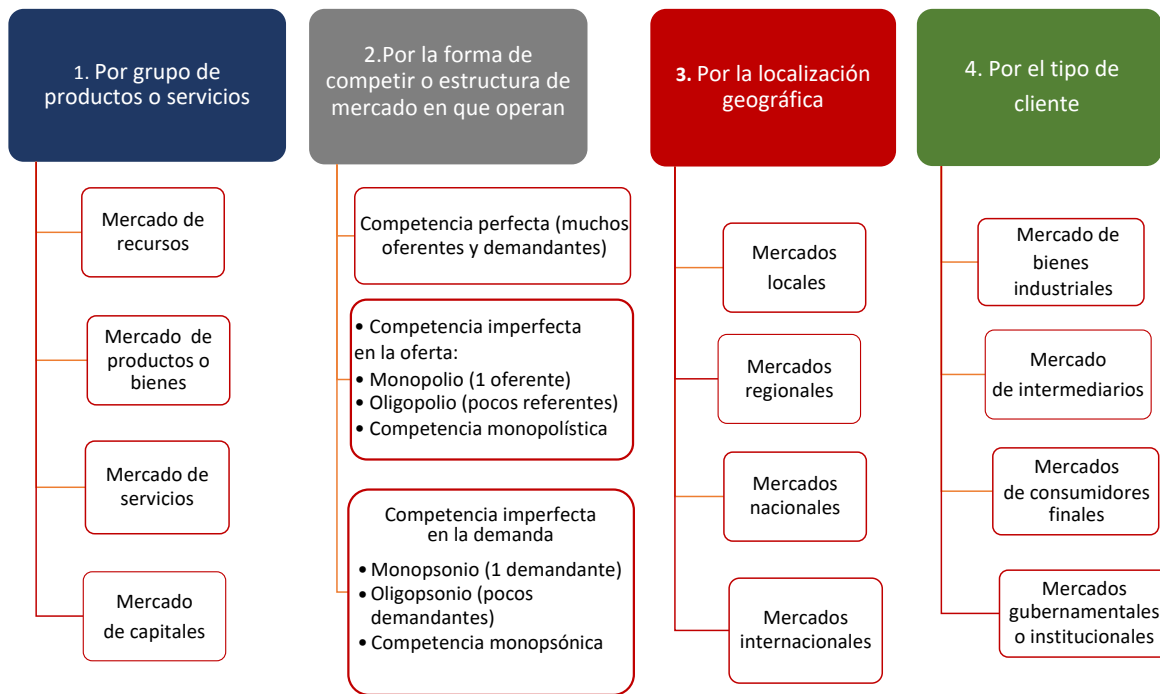 1. Por grupo de
productos o servicios
Mercado de
recursos
Mercado de
productos o
bienes
Mercado de
servicios
Mercado
de capitales
2.Por la forma de
competir o estructura de
mercado en que operan
Competencia perfecta (muchos
oferentes y demandantes)
• Competencia imperfecta
en la oferta:
• Monopolio (1 oferente)
• Oligopolio (pocos referentes)
• Competencia monopolística
Competencia imperfecta
en la demanda
• Monopsonio (1 demandante)
• Oligopsonio (pocos
demandantes)
• Competencia monopsónica
3. Por la localización
geográfica
Mercados
locales
Mercados
regionales
Mercados
nacionales
Mercados
internacionales
4. Por el tipo de
cliente
Mercado de
bienes
industriales
Mercado
de intermediarios
Mercados
de consumidores
finales
Mercados
gubernamentales
o institucionales